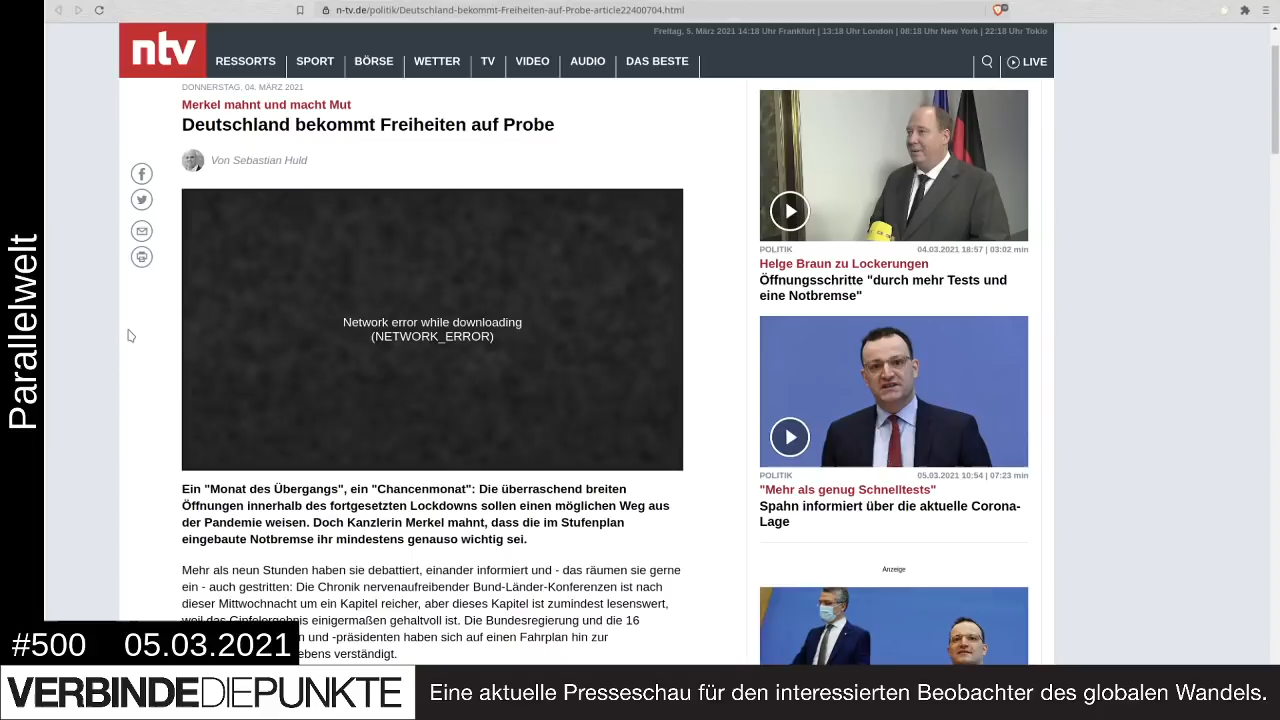 n-tv.de/politik/Deutschland-bekommt-Freiheiten-auf-Probe-article22400704.html
Freitag, 5. März 2021 14:18 Uhr Frankfurt | 13:18 Uhr London | 08:18 Uhr New York | 22:18 Uhr Tokio
ntv
RESSORTS SPORT BÖRSE WETTER TV VIDEO AUDIO DAS BESTE LIVE
DONNERSTAG, 04. MÄRZ 2021
Merkel mahnt und macht Mut
Deutschland bekommt Freiheiten auf Probe
Von Sebastian Huld
Network error while downloading
(NETWORK_ERROR)
Ein "Monat des Übergangs", ein "Chancenmonat": Die überraschend breiten
Öffnungen innerhalb des fortgesetzten Lockdowns sollen einen möglichen Weg aus
der Pandemie weisen. Doch Kanzlerin Merkel mahnt, dass die im Stufenplan
eingebaute Notbremse ihr mindestens genauso wichtig sei.
Mehr als neun Stunden haben sie debattiert, einander informiert und - das räumen sie gerne
ein - auch gestritten: Die Chronik nervenaufreibender Bund-Länder-Konferenzen ist nach
dieser Mittwochnacht um ein Kapitel reicher, aber dieses Kapitel ist zumindest lesenswert,
weil das Gipfelergebnis einigermaßen gehaltvoll ist. Die Bundesregierung und die 16
n und -präsidenten haben sich auf einen Fahrplan hin zur
ebens verständigt.
POLITIK 04.03.2021 18:57 | 03:02 min
Helge Braun zu Lockerungen
Öffnungsschritte "durch mehr Tests und
eine Notbremse"
POLITIK 05.03.2021 10:54 | 07:23 min
"Mehr als genug Schnelltests"
Spahn informiert über die aktuelle Corona-
Lage
Anzeige
Parallelwelt
#500 05.03.2021
VERBINDEDIEPUNKTE
Eine aktuelle Presseschau für den interessierten Beobachter des globalen Wandels.